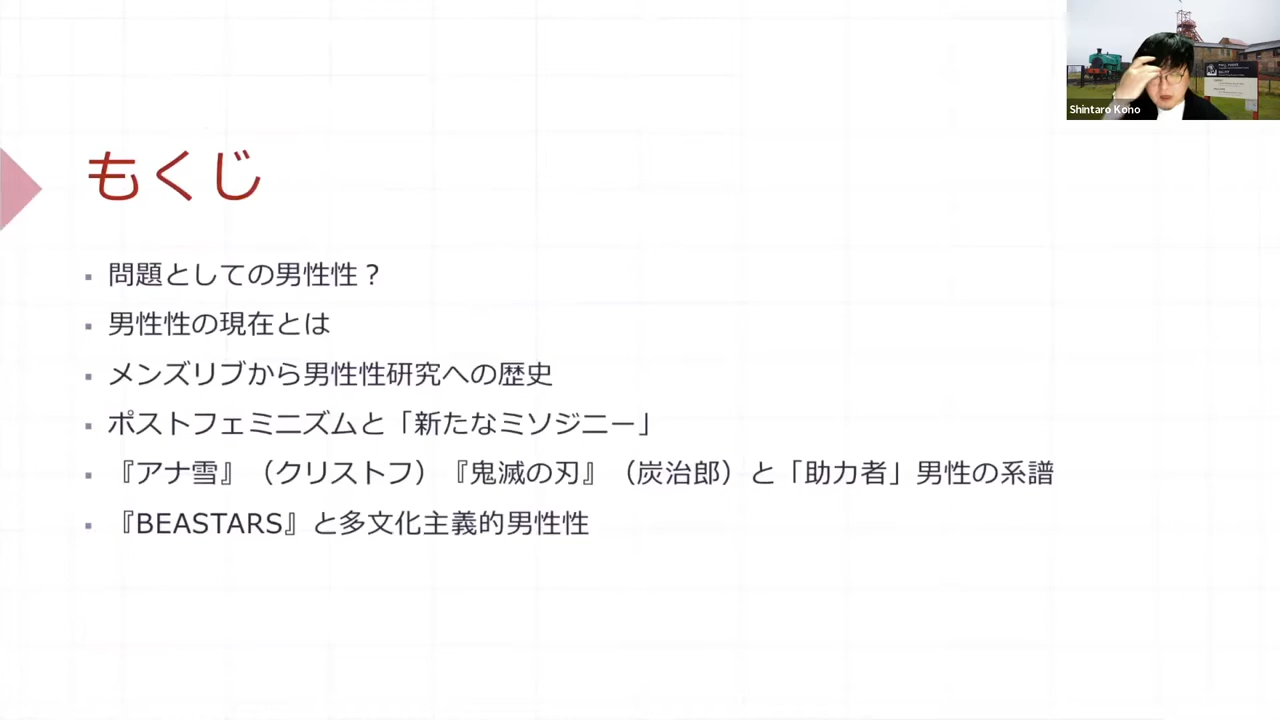 もくじ
問題としての男性性？
男性性の現在とは
メンズリブから男性性研究への歴史
ポストフェミニズムと「新たなミソジニー」
『アナ雪』（クリストフ）『鬼滅の刃』（炭治郎）と「助力者」男性の系譜
『BEASTARS』と多文化主義的男性性
Shintaro Kono